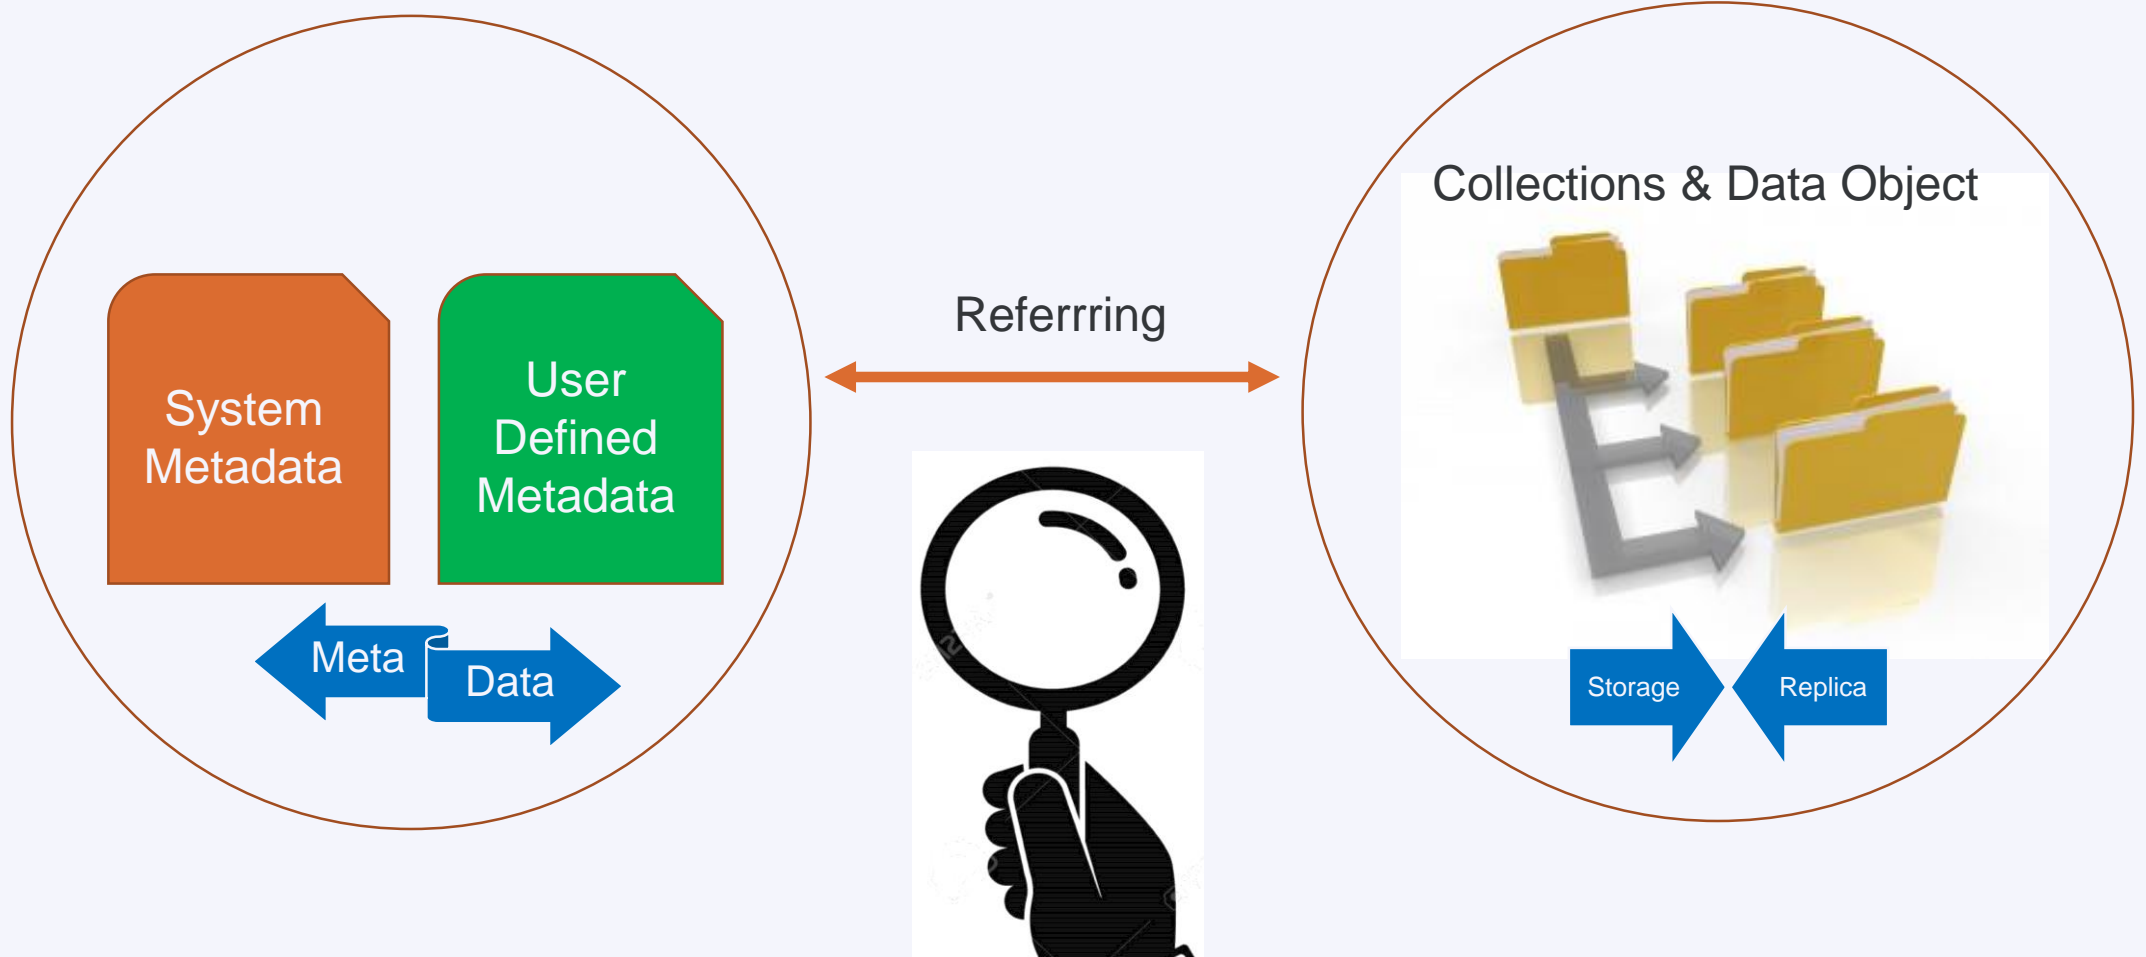 System
Metadata
User
Defined
Metadata
Meta
Data
Referrring
Collections & Data Object
Storage
Replica